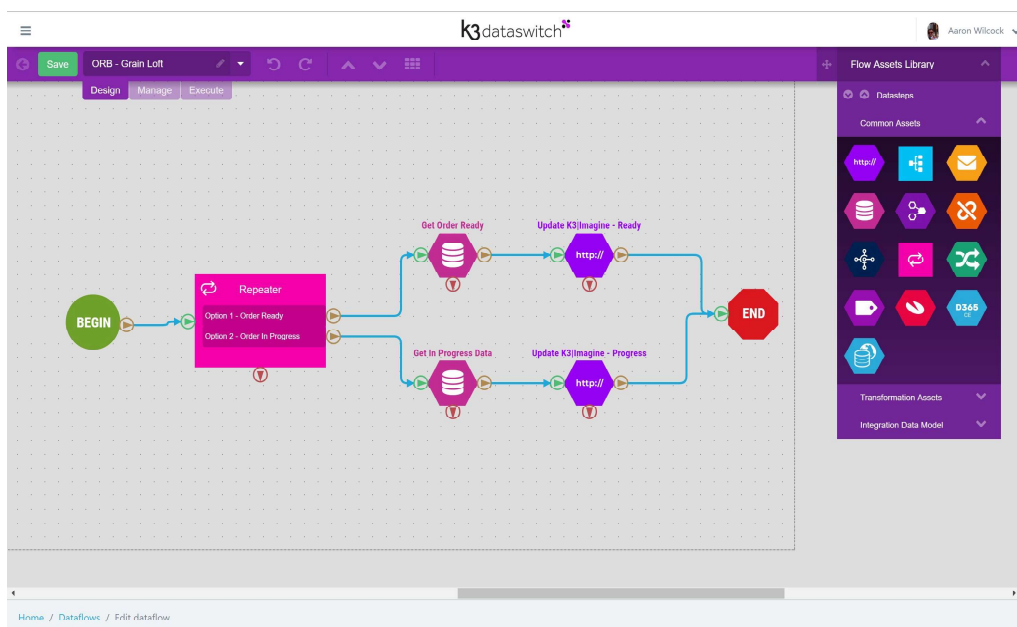 k3dataswitch
Aaron Wilcock
Save
ORB - Grain Loft
Flow Assets Library
Design
Manage
Execute
Datasteps
Common Assets
http://
Get Order Ready
Update K3|Imagine - Ready
http://
Repeater
Option 1 - Order Ready
Option 2 - Order In Progress
BEGIN
END
D365
CE
Get In Progress Data
Update K3|Imagine - Progress
http://
Transformation Assets
Integration Data Model
Home / Dataflows / Edit dataflow